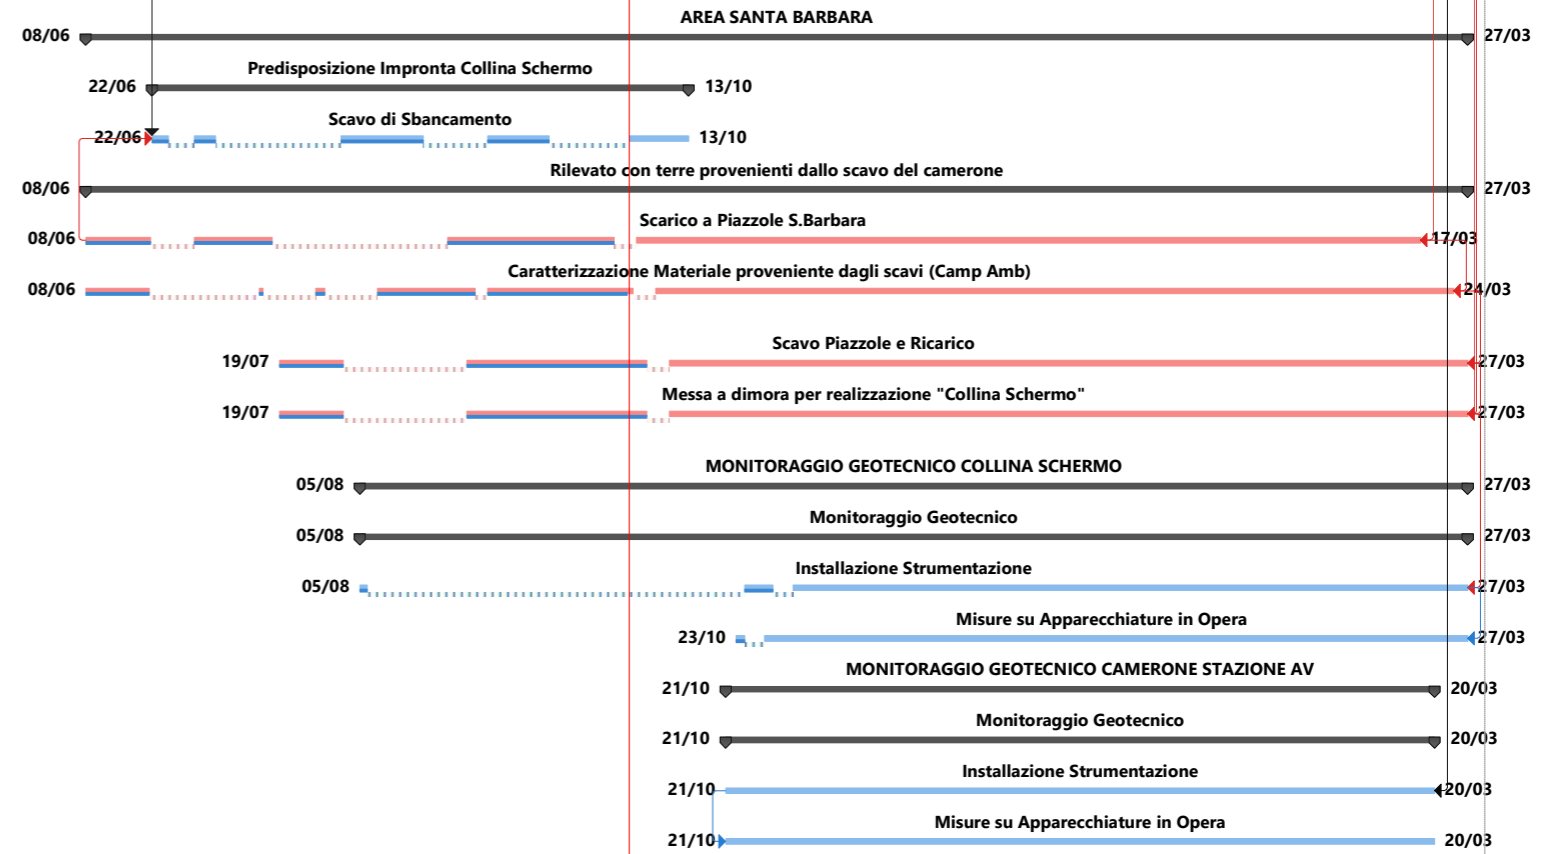 AREA SANTA BARBARA
08/06 27/03
Predisposizione Impronta Collina Schermo
22/06 13/10
Scavo di Sbancamento
22/06 13/10
Rilevato con terre provenienti dallo scavo del camerone
08/06 27/03
Scarico a Piazzole S.Barbara
08/06 17/03
Caratterizzazione Materiale proveniente dagli scavi (Camp Amb)
08/06 24/03
Scavo Piazzole e Ricarico
19/07 27/03
Messa a dimora per realizzazione "Collina Schermo"
19/07 27/03
MONITORAGGIO GEOTECNICO COLLINA SCHERMO
05/08 27/03
Monitoraggio Geotecnico
05/08 27/03
Installazione Strumentazione
05/08 27/03
Misure su Apparecchiature in Opera
23/10 27/03
MONITORAGGIO GEOTECNICO CAMERONE STAZIONE AV
21/10 20/03
Monitoraggio Geotecnico
21/10 20/03
Installazione Strumentazione
21/10 20/03
Misure su Apparecchiature in Opera
21/10 20/03